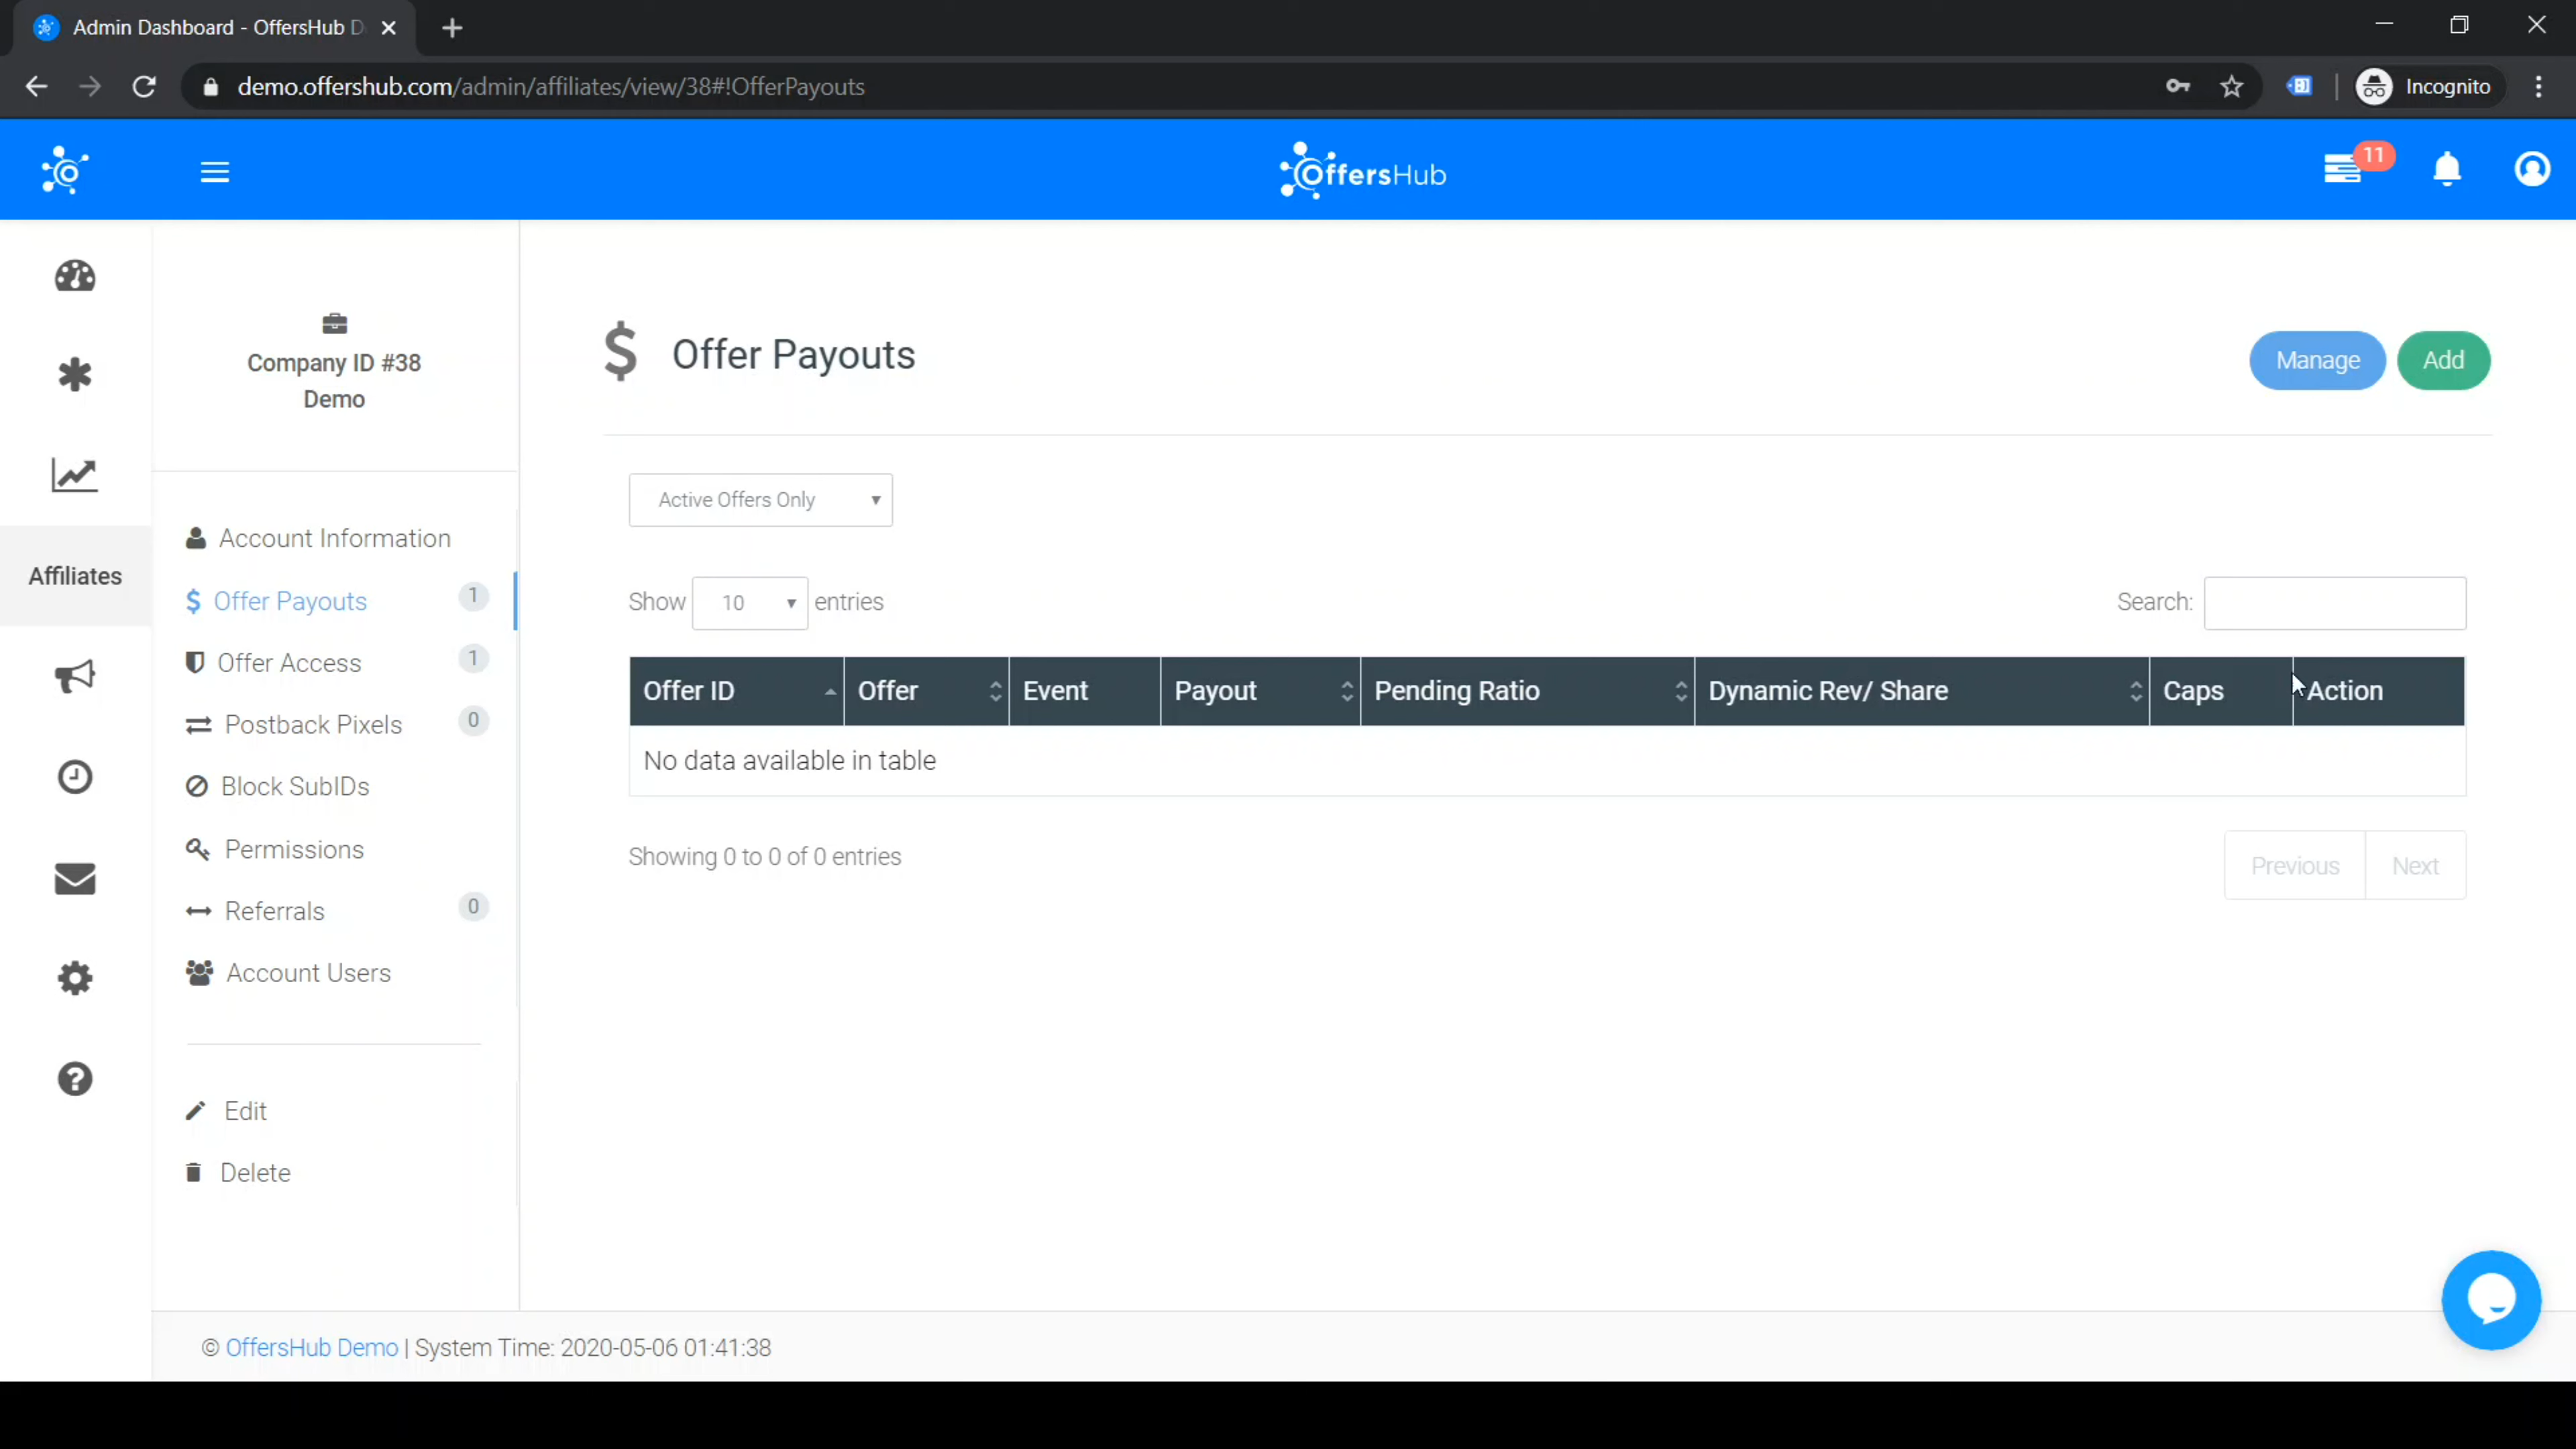 Admin Dashboard - OffersHub D
demo.offershub.com/admin/affiliates/view/38#!OfferPayouts
Incognito
OffersHub
11
Company ID #38
Demo
Offer Payouts
Manage
Add
Active Offers Only
Account Information
Affiliates
Offer Payouts 1
Show 10 entries
Search:
Offer Access 1
Offer ID Offer Event Payout Pending Ratio Dynamic Rev/ Share Caps Action
Postback Pixels 0
No data available in table
Block SubIDs
Permissions
Showing 0 to 0 of 0 entries
Previous Next
Referrals 0
Account Users
Edit
Delete
© OffersHub Demo | System Time: 2020-05-06 01:41:38